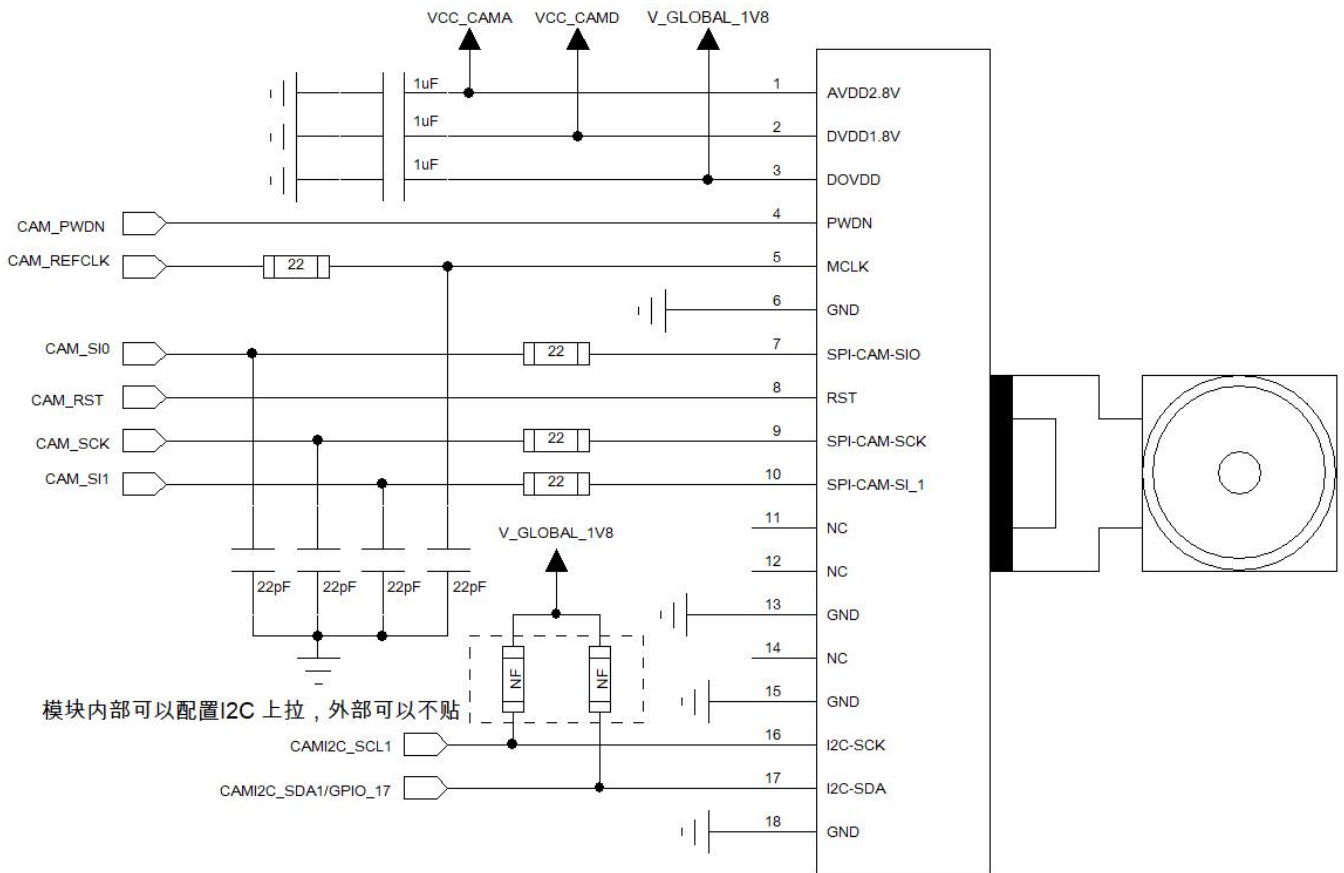 VCC_CAMA VCC_CAMD V_GLOBAL_1V8
1uF 1 AVDD2.8V
1uF 2 DVDD1.8V
1uF 3 DOVDD
CAM_PWDN 4 PWDN
CAM_REFCLK 22 5 MCLK
6 GND
CAM_SI0 22 7 SPI-CAM-SIO
CAM_RST 8 RST
CAM_SCK 22 9 SPI-CAM-SCK
CAM_SI1 22 10 SPI-CAM-SI_1
11 NC
V_GLOBAL_1V8
12 NC
22pF 22pF 22pF 22pF
13 GND
14 NC
NF NF
15 GND
模块内部可以配置I2C 上拉，外部可以不贴
CAMI2C_SCL1 16 I2C-SCK
CAMI2C_SDA1/GPIO_17 17 I2C-SDA
18 GND